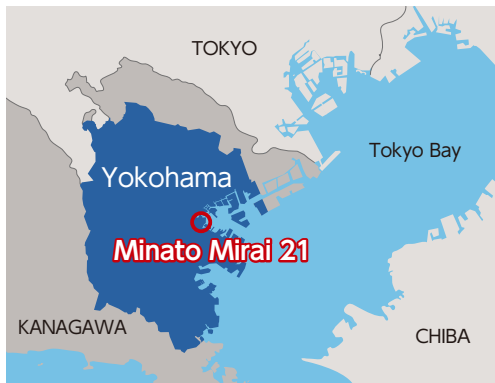 TOKYO
Tokyo Bay
Yokohama
Minato Mirai 21
KANAGAWA
CHIBA